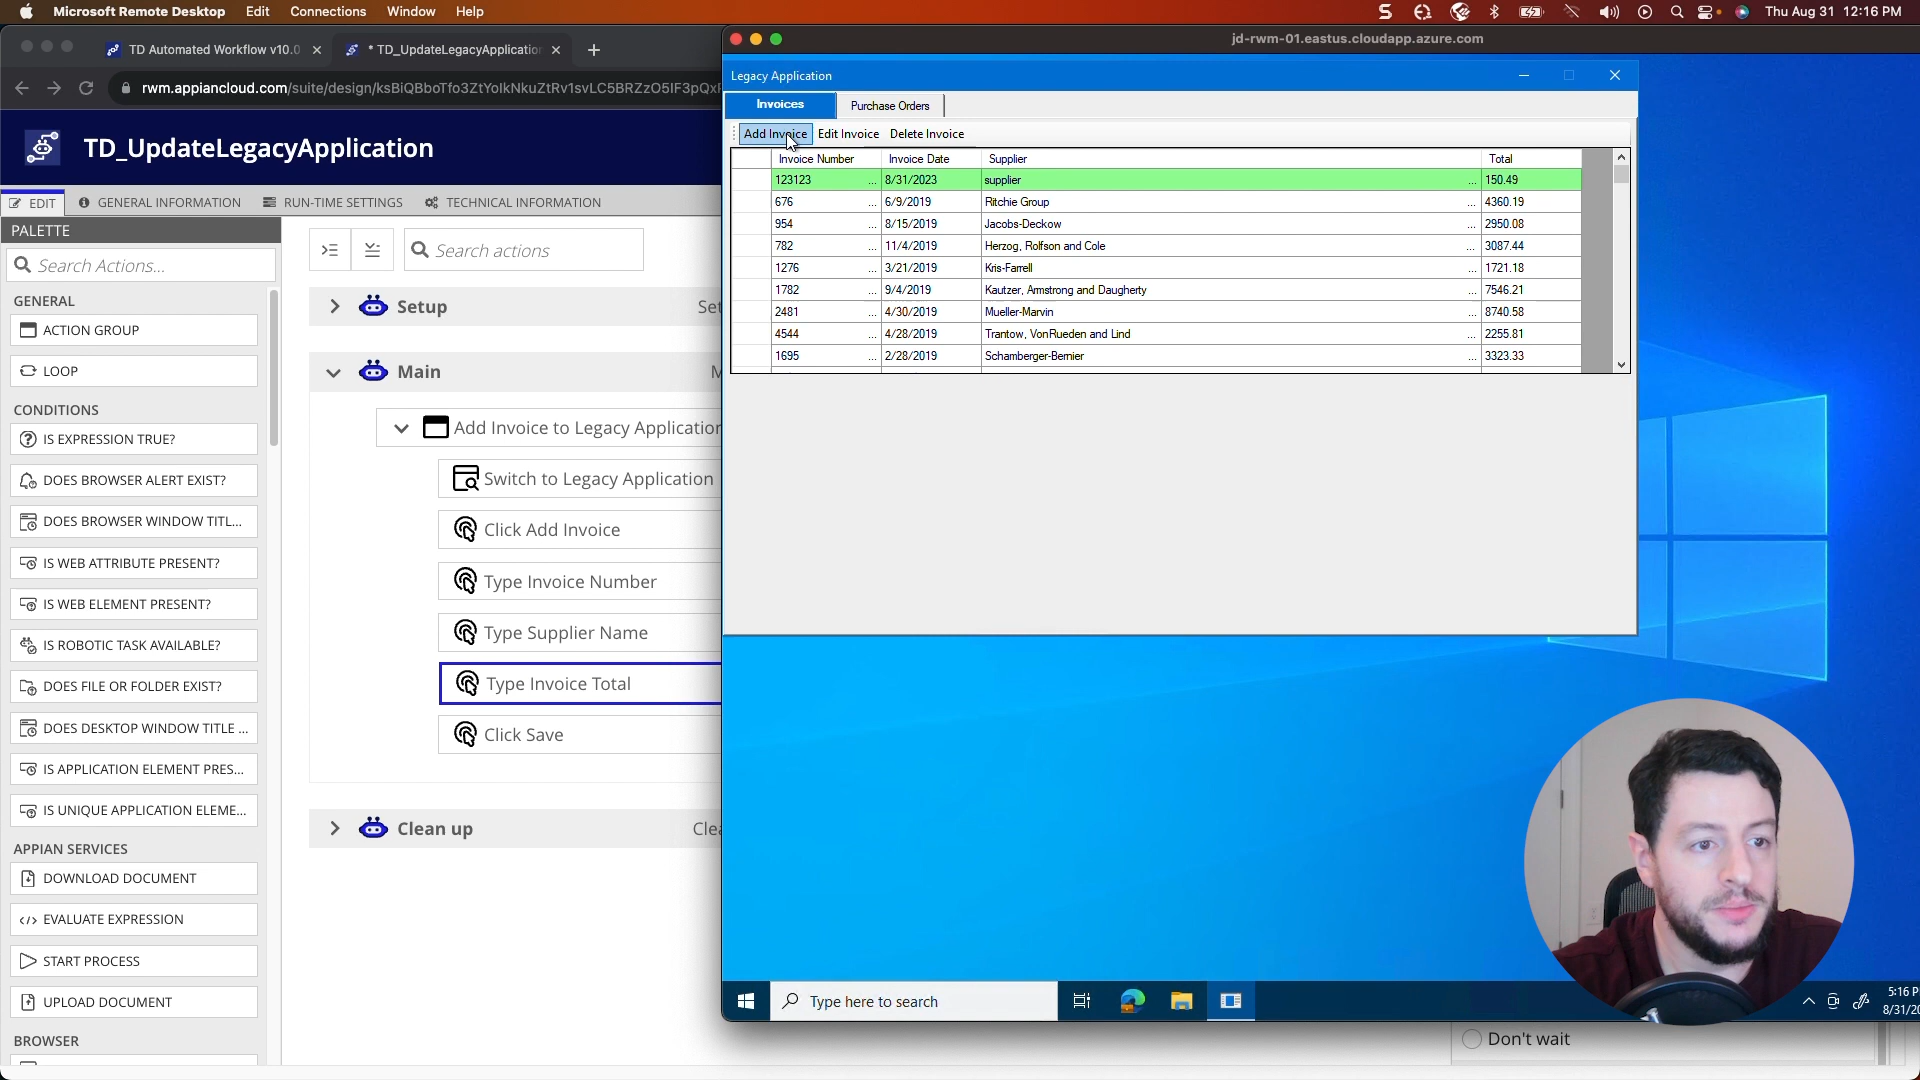 Microsoft Remote Desktop Edit Connections Window Help
Thu Aug 31 12:16 PM
TD Automated Workflow v10.0
* TD_UpdateLegacyApplication
rwm.appiancloud.com/suite/design/
TD_UpdateLegacyApplication
EDIT GENERAL INFORMATION RUN-TIME SETTINGS TECHNICAL INFORMATION
PALETTE
Search Actions...
GENERAL
ACTION GROUP
LOOP
CONDITIONS
IS EXPRESSION TRUE?
DOES BROWSER ALERT EXIST?
DOES BROWSER WINDOW TITL...
IS WEB ATTRIBUTE PRESENT?
IS WEB ELEMENT PRESENT?
IS ROBOTIC TASK AVAILABLE?
DOES FILE OR FOLDER EXIST?
DOES DESKTOP WINDOW TITLE ...
IS APPLICATION ELEMENT PRES...
IS UNIQUE APPLICATION ELEME...
APPIAN SERVICES
DOWNLOAD DOCUMENT
EVALUATE EXPRESSION
START PROCESS
UPLOAD DOCUMENT
BROWSER
Search actions
Setup
Main
Add Invoice to Legacy Application
Switch to Legacy Application
Click Add Invoice
Type Invoice Number
Type Supplier Name
Type Invoice Total
Click Save
Clean up
jd-rwm-01.eastus.cloudapp.azure.com
Legacy Application
Invoices Purchase Orders
Add Invoice Edit Invoice Delete Invoice
Invoice Number Invoice Date Supplier Total
123123 ... 8/31/2023 supplier ... 150.49
676 ... 6/9/2019 Ritchie Group ... 4360.19
954 ... 8/15/2019 Jacobs-Deckow ... 2950.08
782 ... 11/4/2019 Herzog, Rolfson and Cole ... 3087.44
1276 ... 3/21/2019 Kris-Farrell ... 1721.18
1782 ... 9/4/2019 Kautzer, Armstrong and Daugherty ... 7546.21
2481 ... 4/30/2019 Mueller-Marvin ... 8740.58
4544 ... 4/28/2019 Trantow, VonRueden and Lind ... 2255.81
1695 ... 2/28/2019 Schamberger-Bernier ... 3323.33
Type here to search
5:16 P
8/31/20
Don't wait